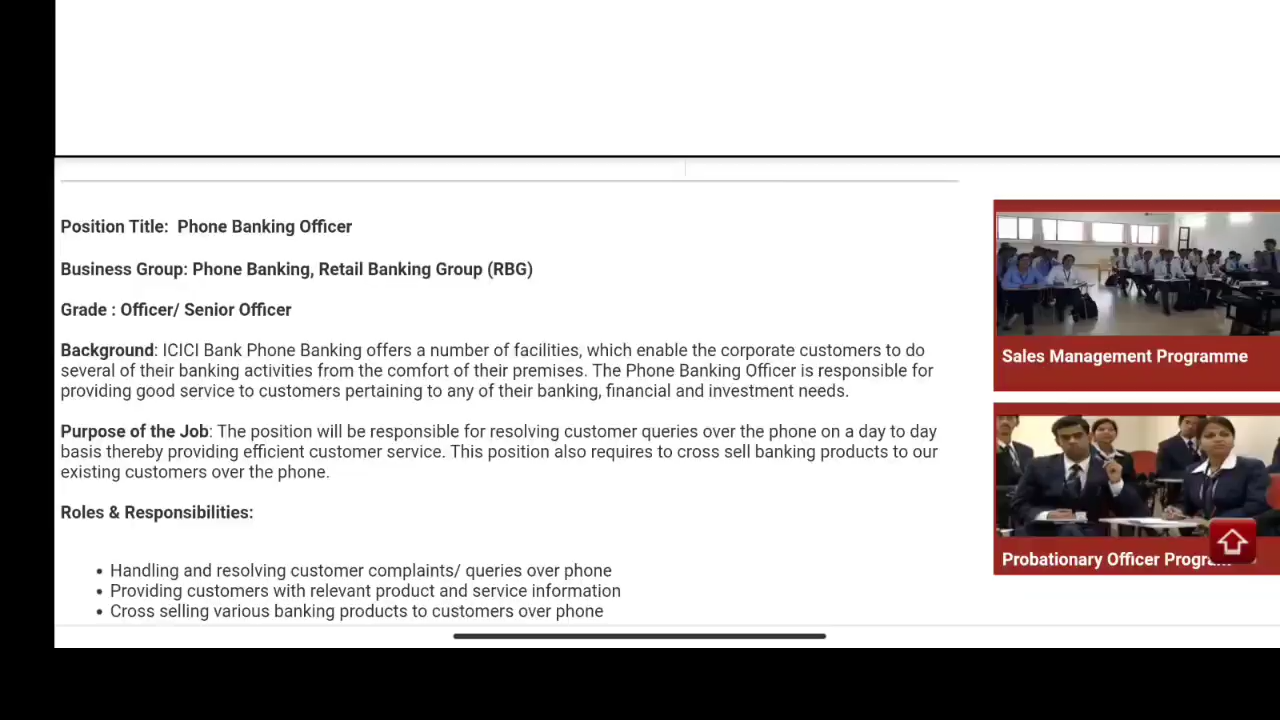 Position Title:  Phone Banking Officer
Business Group: Phone Banking, Retail Banking Group (RBG)
Grade : Officer/ Senior Officer
Background: ICICI Bank Phone Banking offers a number of facilities, which enable the corporate customers to do
several of their banking activities from the comfort of their premises. The Phone Banking Officer is responsible for
providing good service to customers pertaining to any of their banking, financial and investment needs.
Purpose of the Job: The position will be responsible for resolving customer queries over the phone on a day to day
basis thereby providing efficient customer service. This position also requires to cross sell banking products to our
existing customers over the phone.
Roles & Responsibilities:
• Handling and resolving customer complaints/ queries over phone
• Providing customers with relevant product and service information
• Cross selling various banking products to customers over phone
Sales Management Programme
Probationary Officer